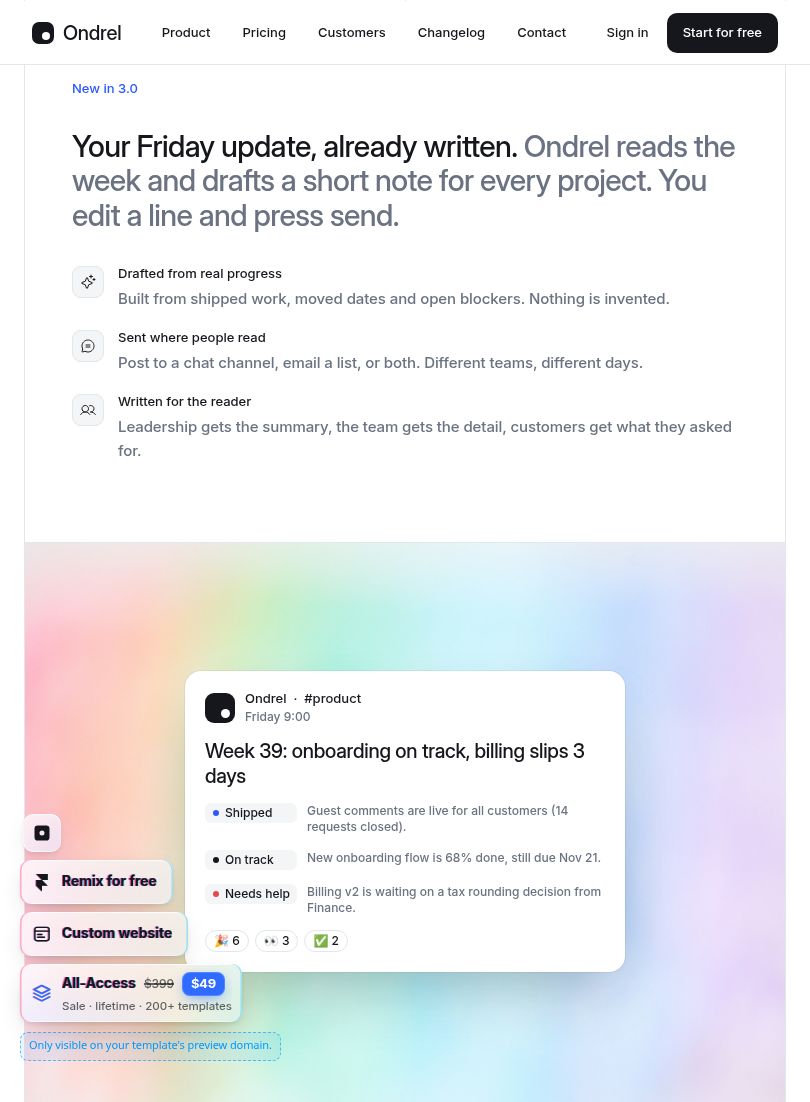 Ondrel
Product
Pricing
Customers
Changelog
Contact
Sign in
Start for free
New in 3.0
Your Friday update, already written. Ondrel reads the
week and drafts a short note for every project. You
edit a line and press send.
Drafted from real progress
Built from shipped work, moved dates and open blockers. Nothing is invented.
Sent where people read
Post to a chat channel, email a list, or both. Different teams, different days.
Written for the reader
Leadership gets the summary, the team gets the detail, customers get what they asked
for.
Ondrel · #product
Friday 9:00
Week 39: onboarding on track, billing slips 3
days
Shipped
Guest comments are live for all customers (14
requests closed).
On track
New onboarding flow is 68% done, still due Nov 21.
Needs help
Billing v2 is waiting on a tax rounding decision from
Finance.
🎉 6
👀 3
✅ 2
Remix for free
Custom website
All-Access $399 $49
Sale · lifetime · 200+ templates
Only visible on your template's preview domain.